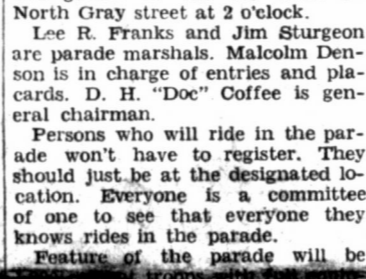 North Gray street at 2 o'clock.
Lee R. Franks and Jim Sturgeon
are parade marshals. Malcolm Den-
son is in charge of entries and pla-
cards. D. H. "Doc" Coffee is gen-
eral chairman.
Persons who will ride in the par-
ade won't have to register. They
should just be at the designated lo-
cation. Everyone is a committee
of one to see that everyone they
knows rides in the parade.
Feature of the parade will be